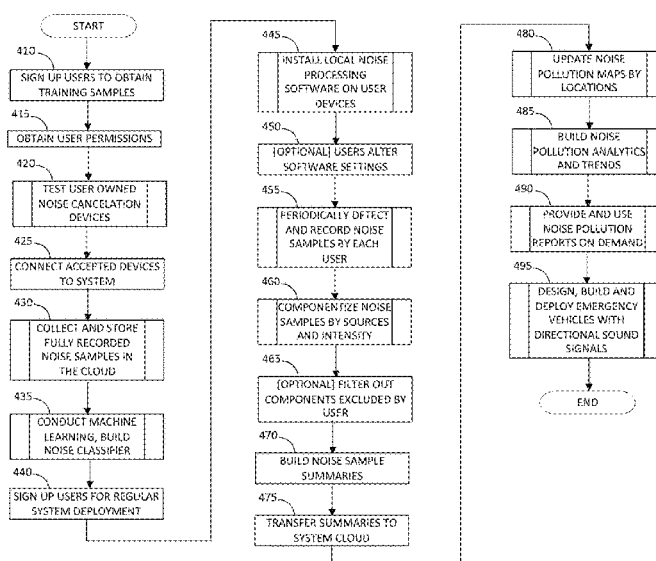 START
410
SIGN UP USERS TO OBTAIN
TRAINING SAMPLES
415
OBTAIN USER PERMISSIONS
420
TEST USER OWNED
NOISE CANCELATION
DEVICES
425
CONNECT ACCEPTED DEVICES
TO SYSTEM
430
COLLECT AND STORE
FULLY RECORDED
NOISE SAMPLES IN
THE CLOUD
435
CONDUCT MACHINE
LEARNING, BUILD
NOISE CLASSIFIER
440
SIGN UP USERS FOR REGULAR
SYSTEM DEPLOYMENT
445
INSTALL LOCAL NOISE
PROCESSING
SOFTWARE ON USER
DEVICES
450
[OPTIONAL] USERS ALTER
SOFTWARE SETTINGS
455
PERIODICALLY DETECT
AND RECORD NOISE
SAMPLES BY EACH
USER
460
COMPONENTIZE NOISE
SAMPLES BY SOURCES
AND INTENSITY
465
[OPTIONAL] FILTER OUT
COMPONENTS EXCLUDED BY
USER
470
BUILD NOISE SAMPLE
SUMMARIES
475
TRANSFER SUMMARIES TO
SYSTEM CLOUD
480
UPDATE NOISE
POLLUTION MAPS BY
LOCATIONS
485
BUILD NOISE
POLLUTION ANALYTICS
AND TRENDS
490
PROVIDE AND USE
NOISE POLLUTION
REPORTS ON DEMAND
495
DESIGN, BUILD AND
DEPLOY EMERGENCY
VEHICLES WITH
DIRECTIONAL SOUND
SIGNALS
END